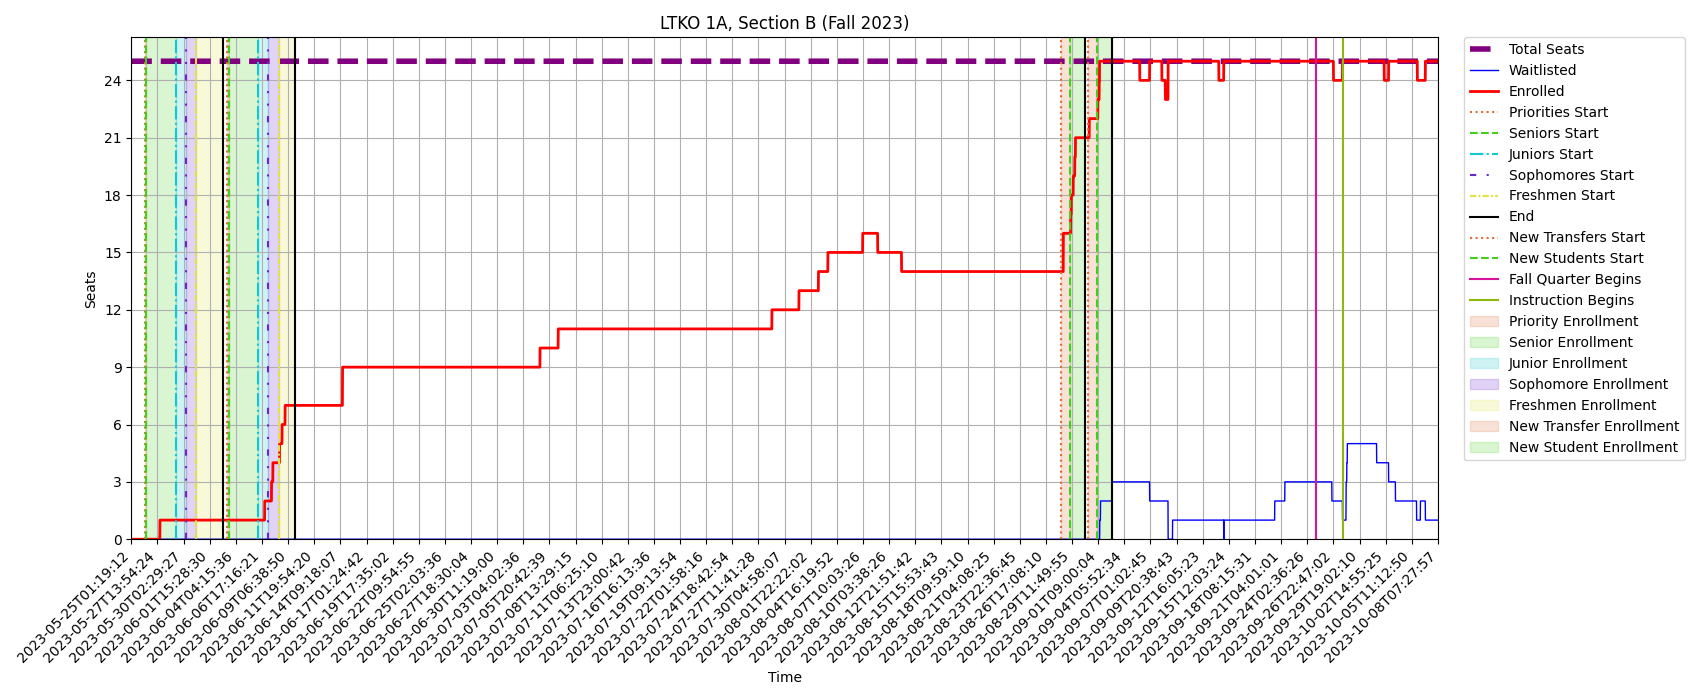 LTKO 1A, Section B (Fall 2023)
Seats
24
21
18
15
12
9
6
3
0
2023-05-25T01:19:12
2023-05-27T13:54:24
2023-05-30T02:29:27
2023-06-01T15:28:30
2023-06-04T04:15:36
2023-06-06T17:16:21
2023-06-09T06:38:50
2023-06-11T19:54:20
2023-06-14T09:18:07
2023-06-17T01:24:42
2023-06-19T17:35:02
2023-06-22T09:54:55
2023-06-25T02:03:36
2023-06-27T18:30:04
2023-06-30T11:19:00
2023-07-03T04:02:36
2023-07-05T20:42:39
2023-07-08T13:29:15
2023-07-11T06:25:10
2023-07-13T23:00:42
2023-07-16T16:13:36
2023-07-19T09:13:54
2023-07-22T01:58:16
2023-07-24T18:42:54
2023-07-27T11:41:28
2023-07-30T04:58:07
2023-08-01T22:22:02
2023-08-04T16:19:52
2023-08-07T10:03:26
2023-08-10T03:38:26
2023-08-12T21:51:42
2023-08-15T15:53:43
2023-08-18T09:59:10
2023-08-21T04:08:25
2023-08-23T22:36:45
2023-08-26T17:08:10
2023-08-29T11:49:55
2023-09-01T09:00:04
2023-09-04T05:52:34
2023-09-07T01:02:45
2023-09-09T20:38:43
2023-09-12T16:05:23
2023-09-15T12:03:24
2023-09-18T08:15:31
2023-09-21T04:01:01
2023-09-24T02:36:26
2023-09-26T22:47:02
2023-09-29T19:02:10
2023-10-02T14:55:25
2023-10-05T11:12:50
2023-10-08T07:27:57
Time
Total Seats
Waitlisted
Enrolled
Priorities Start
Seniors Start
Juniors Start
Sophomores Start
Freshmen Start
End
New Transfers Start
New Students Start
Fall Quarter Begins
Instruction Begins
Priority Enrollment
Senior Enrollment
Junior Enrollment
Sophomore Enrollment
Freshmen Enrollment
New Transfer Enrollment
New Student Enrollment